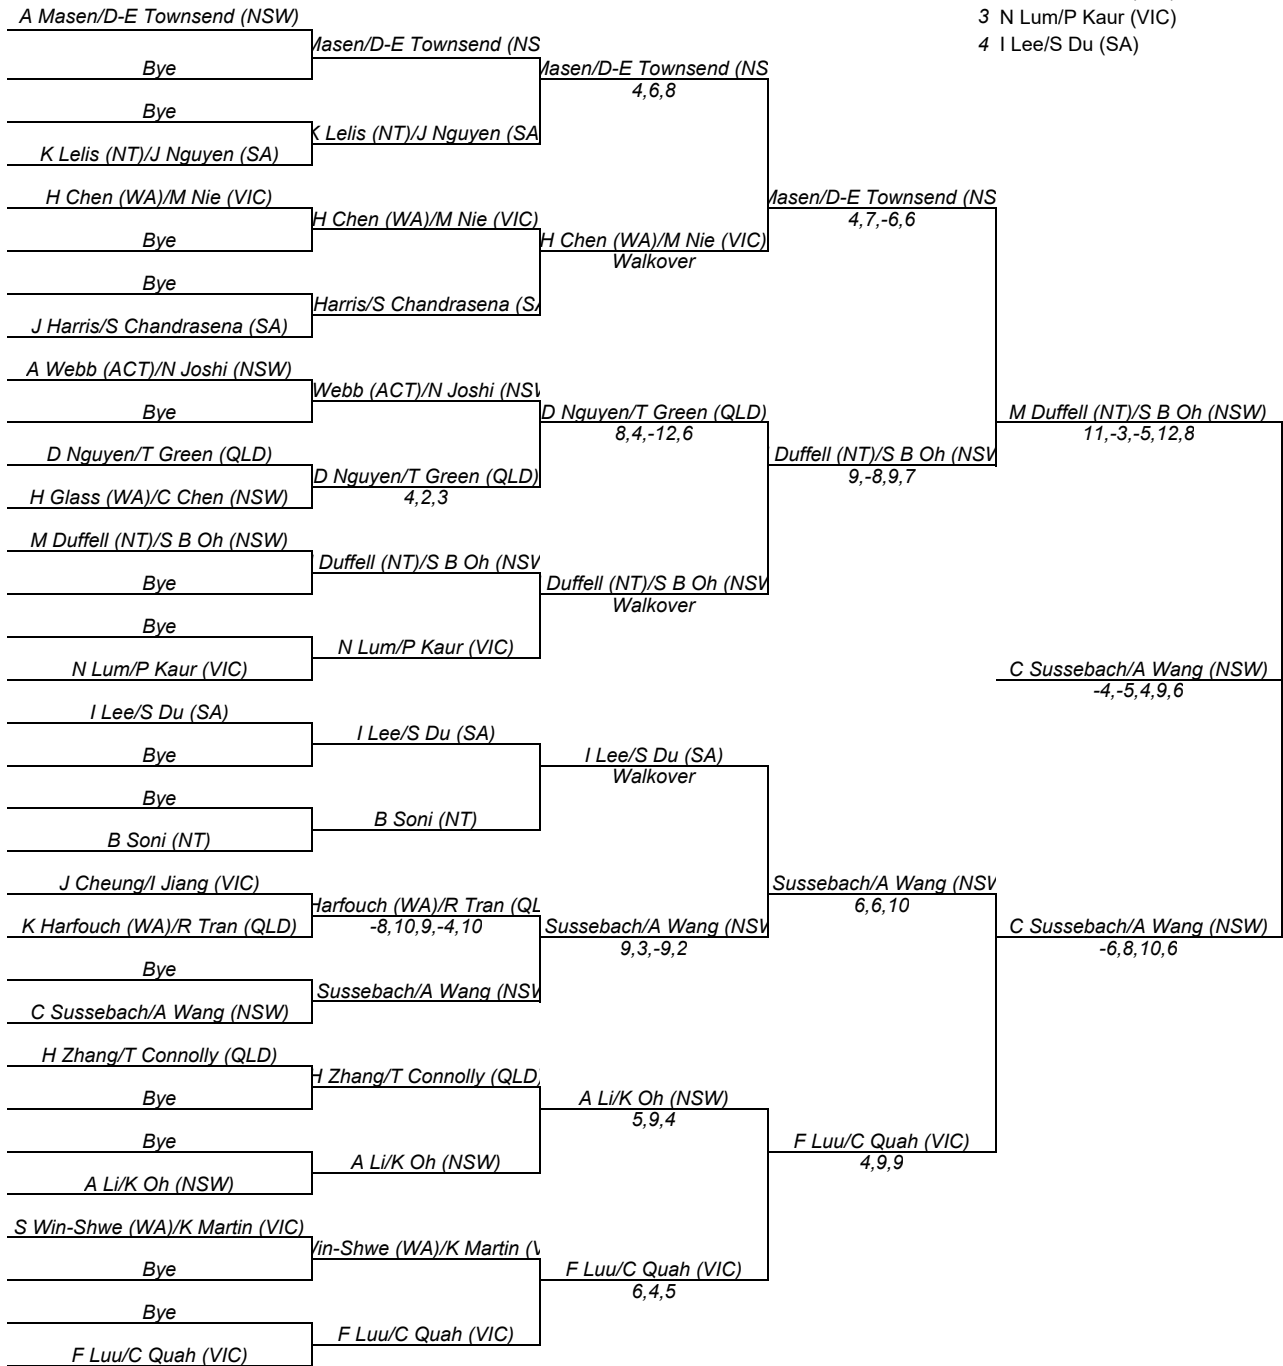 A Masen/D-E Townsend (NSW)
3 N Lum/P Kaur (VIC)
Masen/D-E Townsend (NS
4 I Lee/S Du (SA)
Bye
Masen/D-E Townsend (NS
4,6,8
Bye
K Lelis (NT)/J Nguyen (SA
K Lelis (NT)/J Nguyen (SA)
H Chen (WA)/M Nie (VIC)
Masen/D-E Townsend (NS
4,7,-6,6
H Chen (WA)/M Nie (VIC)
Bye
H Chen (WA)/M Nie (VIC)
Walkover
Bye
Harris/S Chandrasena (SA
J Harris/S Chandrasena (SA)
A Webb (ACT)/N Joshi (NSW)
Webb (ACT)/N Joshi (NSW
Bye
D Nguyen/T Green (QLD)
8,4,-12,6
M Duffell (NT)/S B Oh (NSW)
11,-3,-5,12,8
D Nguyen/T Green (QLD)
Duffell (NT)/S B Oh (NSW
9,-8,9,7
D Nguyen/T Green (QLD)
4,2,3
H Glass (WA)/C Chen (NSW)
M Duffell (NT)/S B Oh (NSW)
Duffell (NT)/S B Oh (NSW
Bye
Duffell (NT)/S B Oh (NSW
Walkover
Bye
N Lum/P Kaur (VIC)
N Lum/P Kaur (VIC)
C Sussebach/A Wang (NSW)
-4,-5,4,9,6
I Lee/S Du (SA)
I Lee/S Du (SA)
Bye
I Lee/S Du (SA)
Walkover
Bye
B Soni (NT)
B Soni (NT)
J Cheung/I Jiang (VIC)
Sussebach/A Wang (NSW
6,6,10
Harfouch (WA)/R Tran (QL
-8,10,9,-4,10
K Harfouch (WA)/R Tran (QLD)
Sussebach/A Wang (NSW
9,3,-9,2
C Sussebach/A Wang (NSW)
-6,8,10,6
Bye
Sussebach/A Wang (NSW
C Sussebach/A Wang (NSW)
H Zhang/T Connolly (QLD)
H Zhang/T Connolly (QLD)
Bye
A Li/K Oh (NSW)
5,9,4
Bye
F Luu/C Quah (VIC)
4,9,9
A Li/K Oh (NSW)
A Li/K Oh (NSW)
S Win-Shwe (WA)/K Martin (VIC)
Win-Shwe (WA)/K Martin (V
Bye
F Luu/C Quah (VIC)
6,4,5
Bye
F Luu/C Quah (VIC)
F Luu/C Quah (VIC)